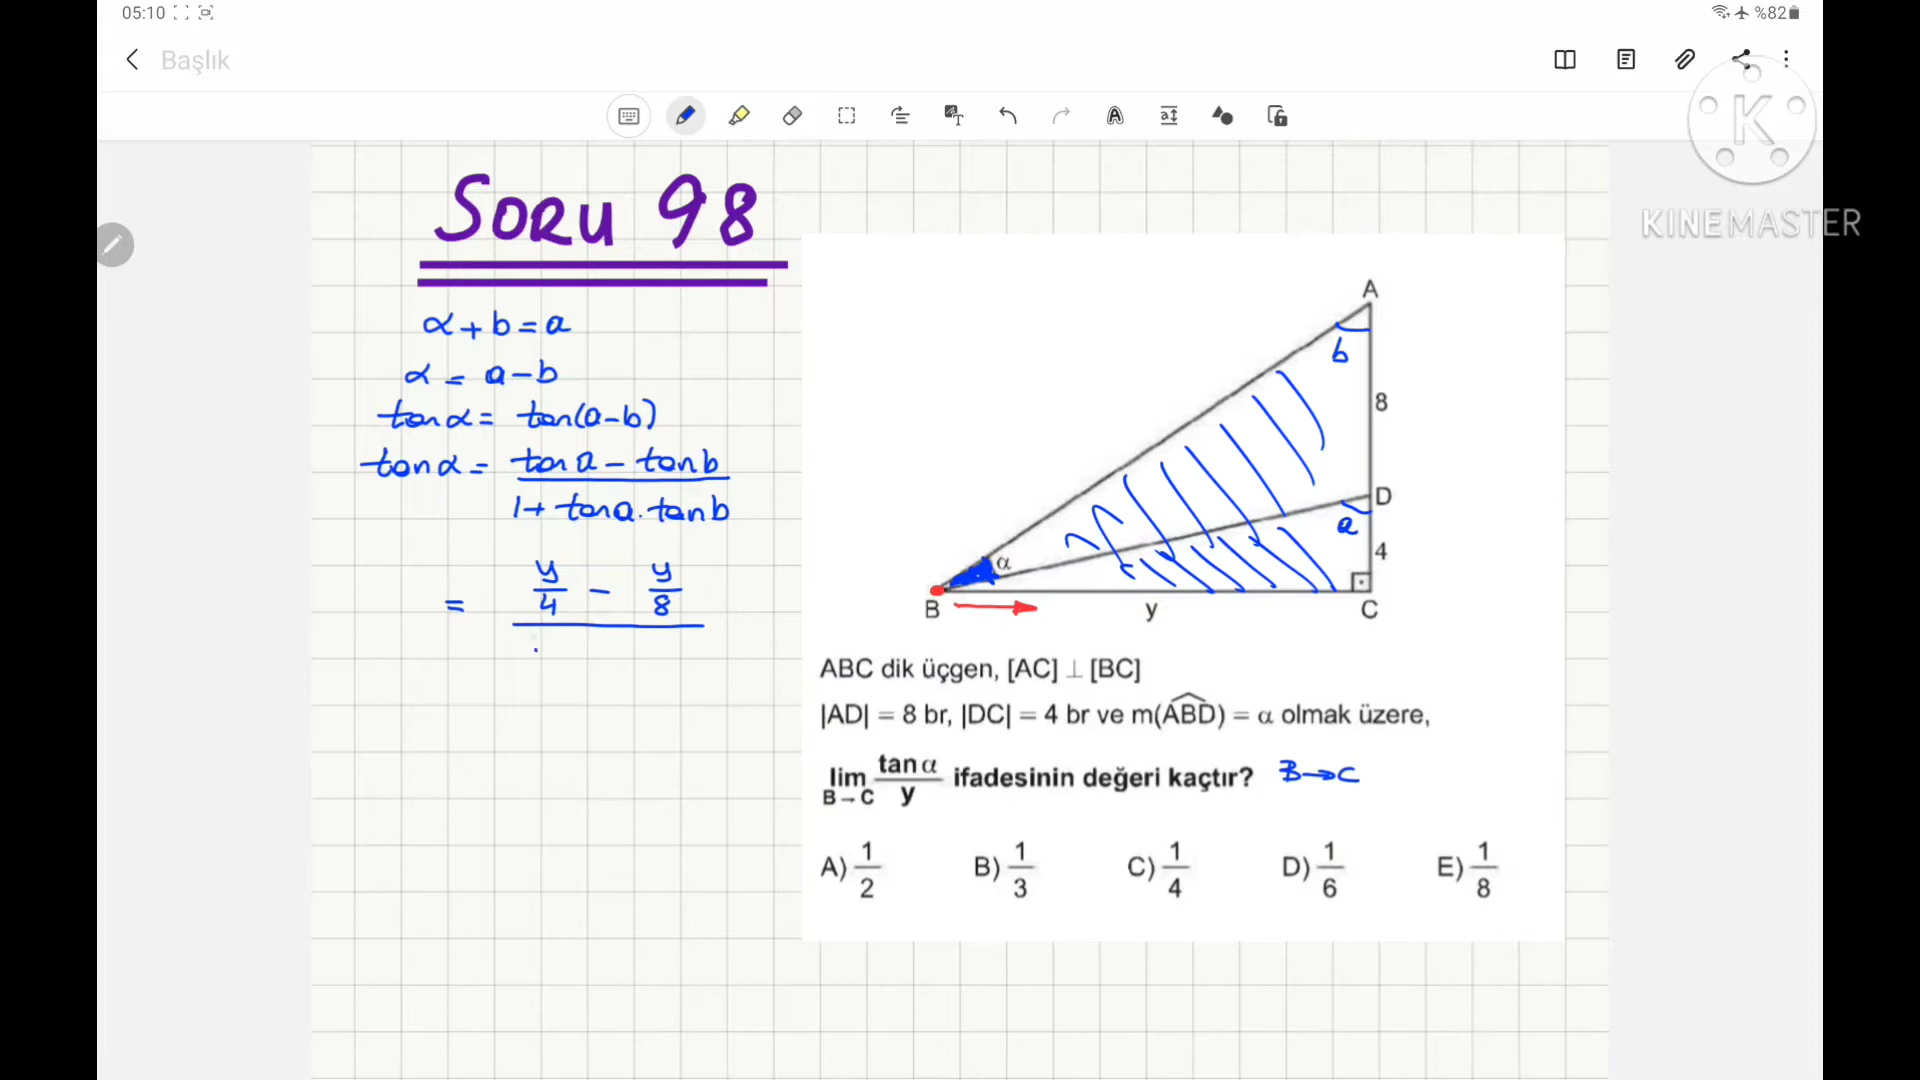 05:10
%82
Başlık
KINEMASTER
SORU 98
α + b = a
α = a - b
tanα = tan(a-b)
tanα = tan a - tan b
1 + tan a . tan b
= y/4 - y/8
A
b
8
D
a
4
α
B
y
C
ABC dik üçgen, [AC] ⊥ [BC]
|AD| = 8 br, |DC| = 4 br ve m(ABD) = α olmak üzere,
lim B→C tan α / y ifadesinin değeri kaçtır? B→C
A) 1/2 B) 1/3 C) 1/4 D) 1/6 E) 1/8